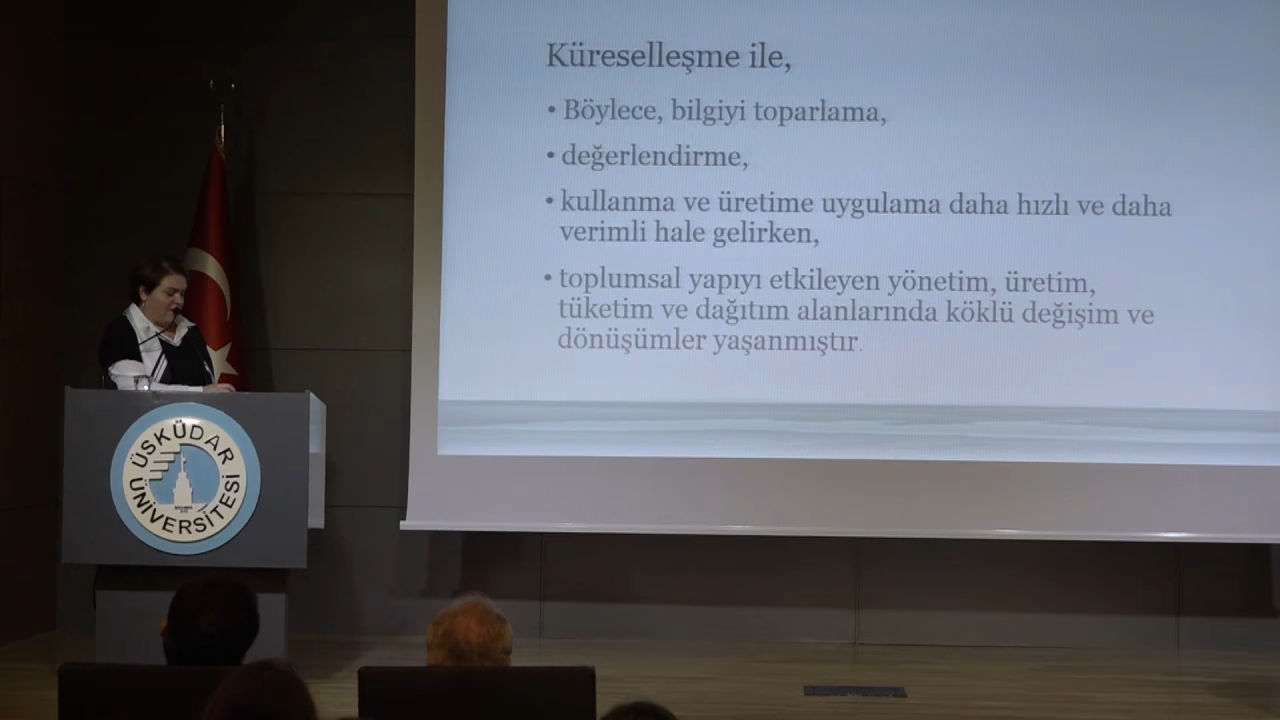 Küreselleşme ile,
• Böylece, bilgiyi toparlama,
• değerlendirme,
• kullanma ve üretime uygulama daha hızlı ve daha
verimli hale gelirken,
• toplumsal yapıyı etkileyen yönetim, üretim,
tüketim ve dağıtım alanlarında köklü değişim ve
dönüşümler yaşanmıştır.
ÜSKÜDAR
ÜNİVERSİTESİ